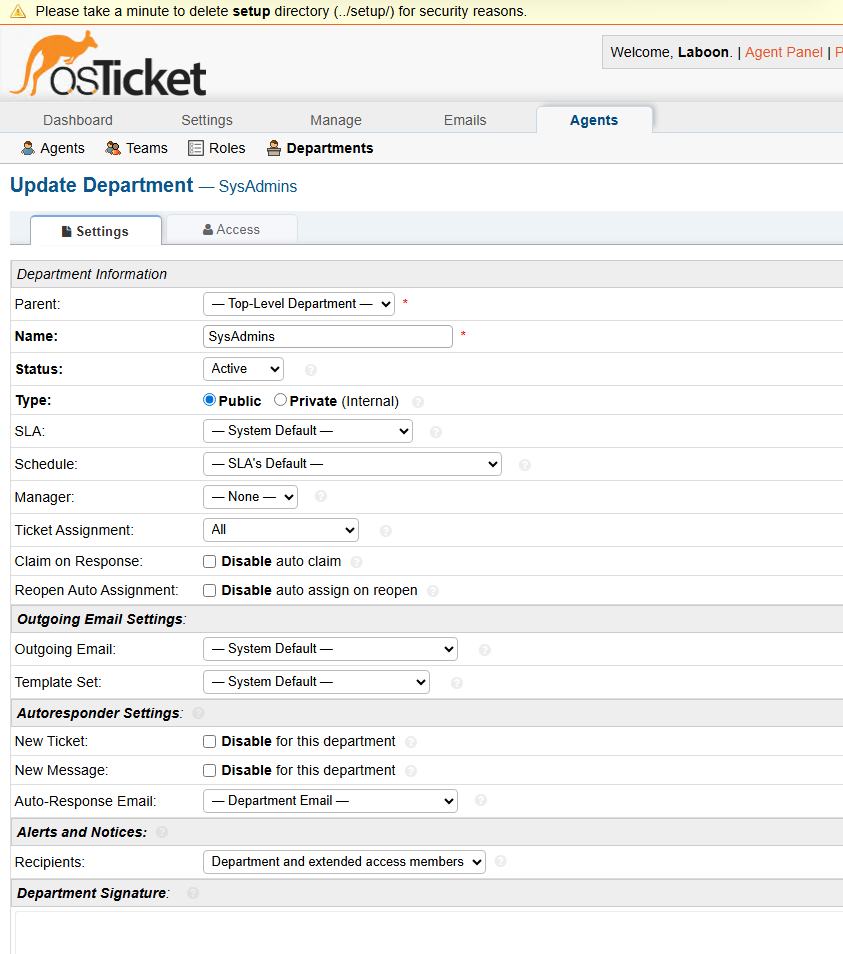 Please take a minute to delete setup directory (../setup/) for security reasons.
osTicket
Welcome, Laboon. | Agent Panel | P
Dashboard Settings Manage Emails Agents
Agents Teams Roles Departments
Update Department — SysAdmins
Settings Access
Department Information
Parent: — Top-Level Department — *
Name: SysAdmins *
Status: Active ?
Type: Public Private (Internal) ?
SLA: — System Default — ?
Schedule: — SLA's Default — ?
Manager: — None — ?
Ticket Assignment: All ?
Claim on Response: Disable auto claim ?
Reopen Auto Assignment: Disable auto assign on reopen ?
Outgoing Email Settings:
Outgoing Email: — System Default — ?
Template Set: — System Default — ?
Autoresponder Settings: ?
New Ticket: Disable for this department ?
New Message: Disable for this department ?
Auto-Response Email: — Department Email — ?
Alerts and Notices: ?
Recipients: Department and extended access members ?
Department Signature: ?